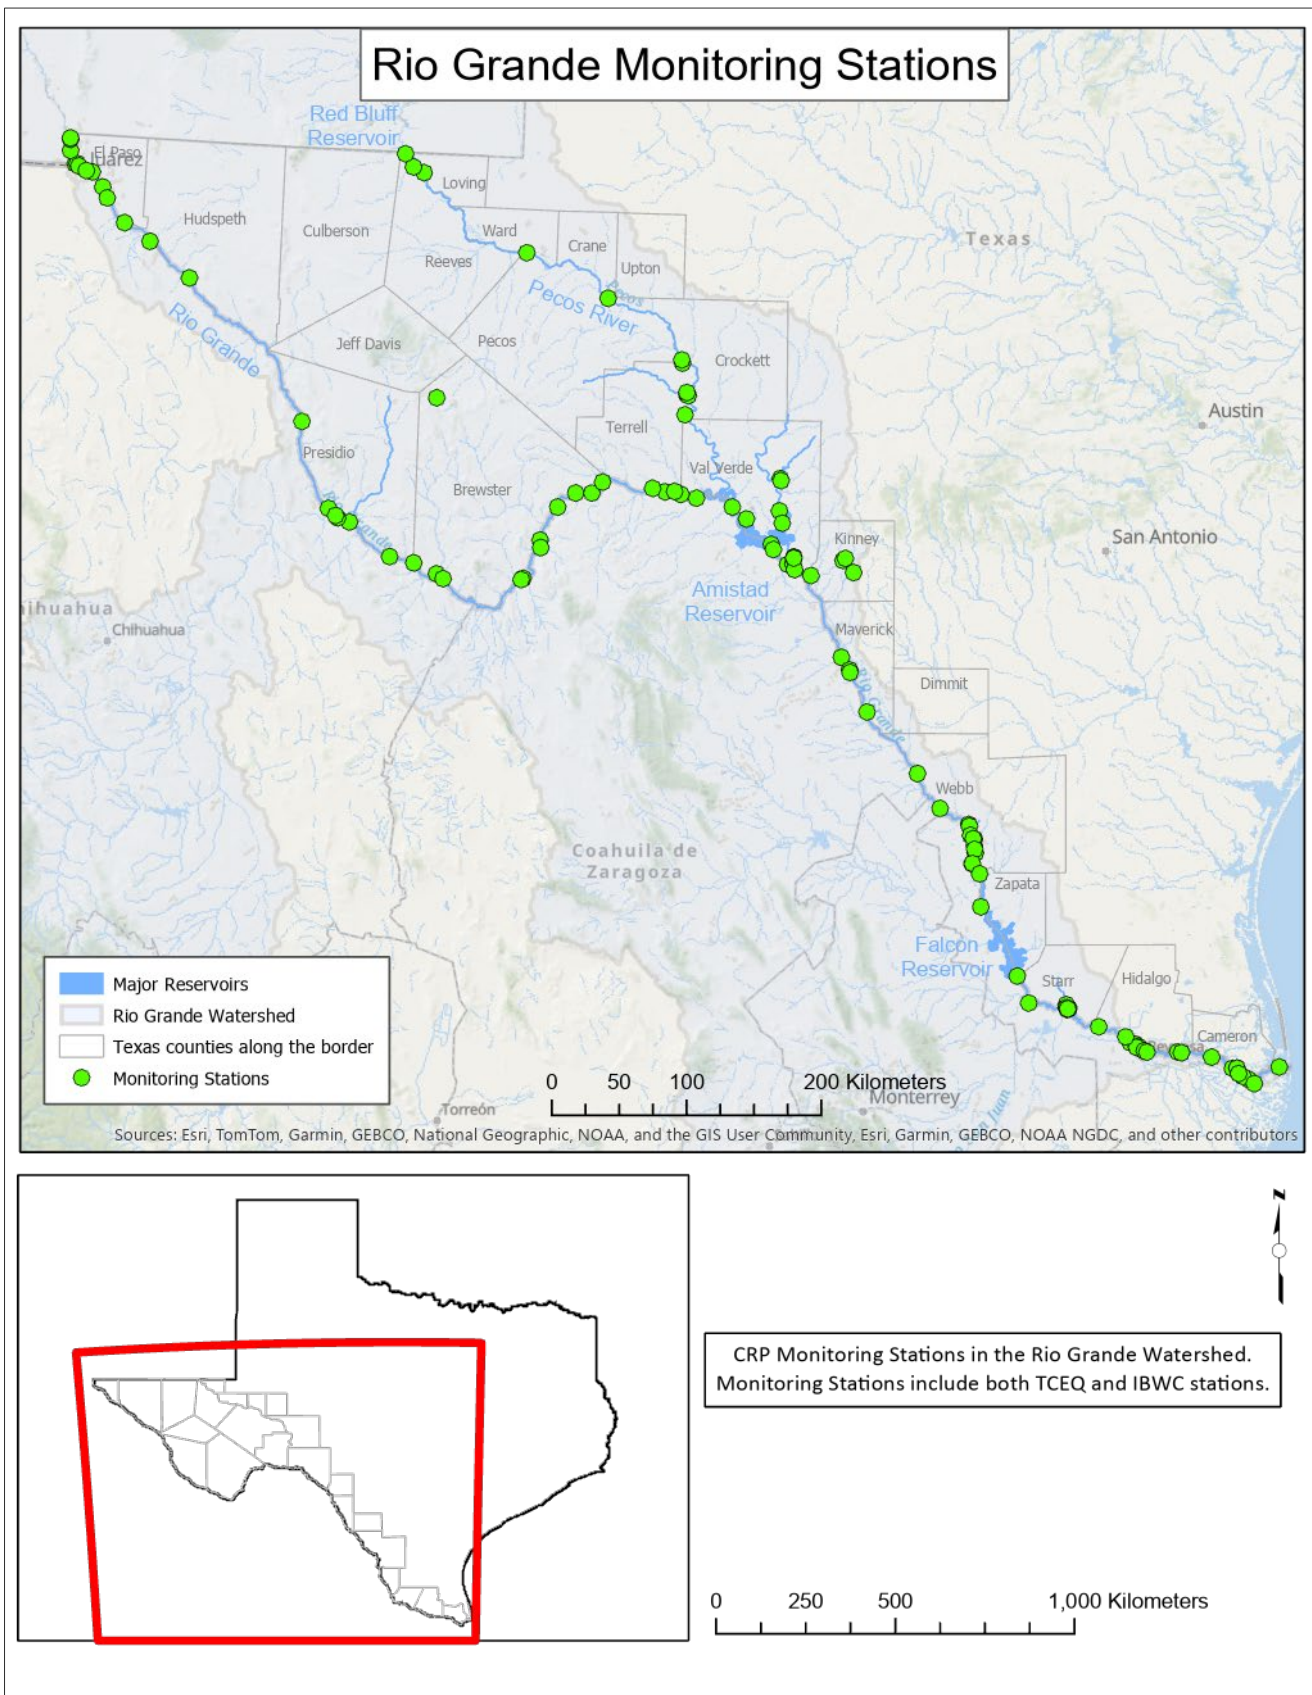 Rio Grande Monitoring Stations
Red Bluff
Reservoir
El Paso
Juárez
Loving
Hudspeth
Culberson
Ward
Crane
Reeves
Upton
Texas
Pecos
Pecos River
Rio Grande
Jeff Davis
Pecos
Crockett
Austin
Terrell
Presidio
Val Verde
Brewster
Kinney
San Antonio
Amistad
Reservoir
ihuahua
Chihuahua
Maverick
Rio Grande
Dimmit
Webb
Coahuila de
Zaragoza
Zapata
Falcon
Reservoir
Starr
Hidalgo
Cameron
Major Reservoirs
Rio Grande Watershed
Texas counties along the border
Monitoring Stations
0 50 100 200 Kilometers
Monterrey
Torreón
Juan
Sources: Esri, TomTom, Garmin, GEBCO, National Geographic, NOAA, and the GIS User Community, Esri, Garmin, GEBCO, NOAA NGDC, and other contributors
N
CRP Monitoring Stations in the Rio Grande Watershed.
Monitoring Stations include both TCEQ and IBWC stations.
0 250 500 1,000 Kilometers